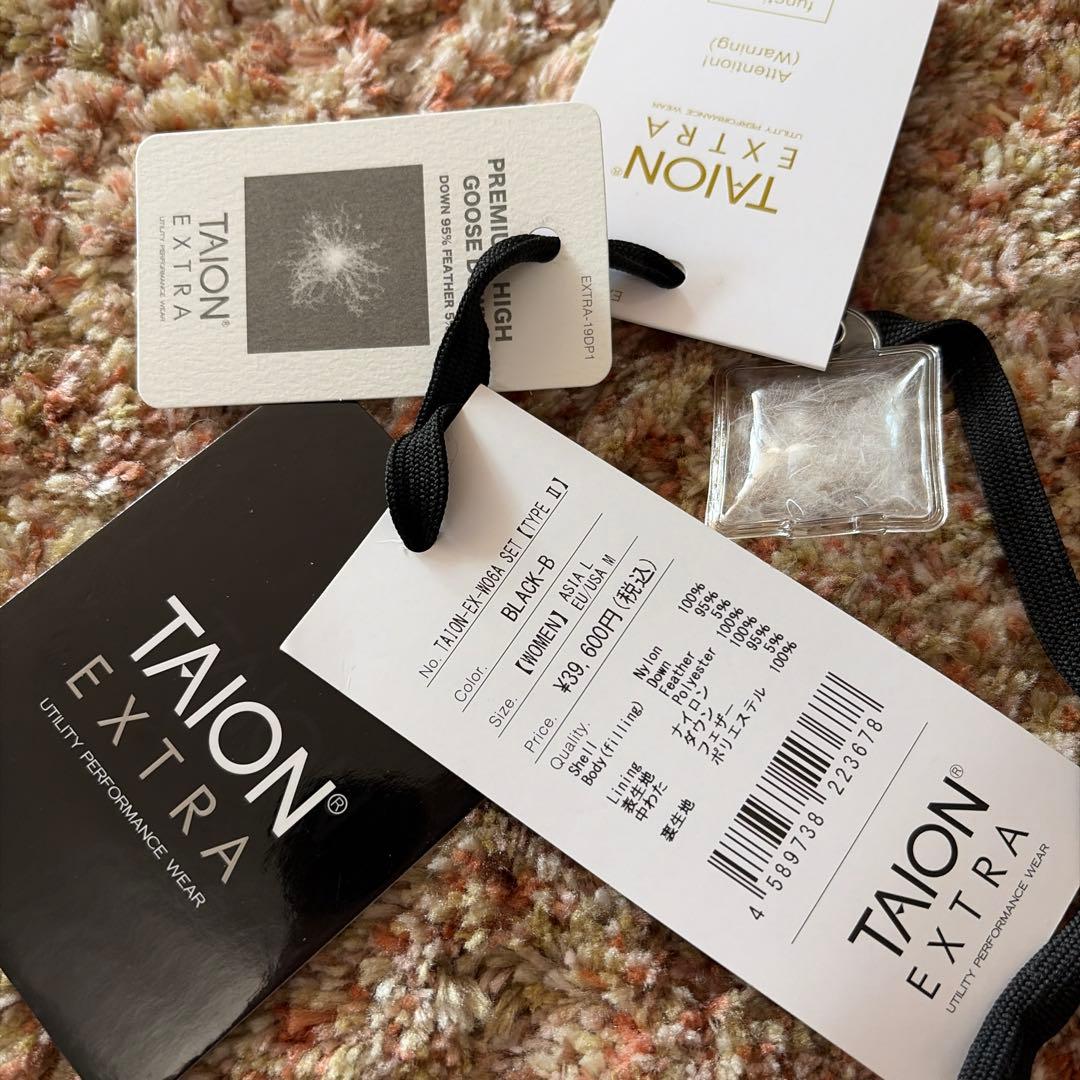 function
Attention!
(Warning)
TAION®
EXTRA
UTILITY PERFORMANCE WEAR
PREMIUM HIGH
GOOSE
DOWN 95% FEATHER 5%
TAION®
EXTRA
UTILITY PERFORMANCE WEAR
EXTRA-19DP1
TAION®
EXTRA
UTILITY PERFORMANCE WEAR
No. TAION-EX-W06A SET【TYPE Ⅱ】
Color. BLACK-B
Size. 【WOMEN】 ASIA L
EU/USA M
Price. ¥39,600円(税込)
Quality.
Shell Nylon 100%
Body(filling) Down 95%
Feather 5%
Lining Polyester 100%
表生地 ナイロン 100%
中わた ダウン 95%
フェザー 5%
裏生地 ポリエステル 100%
4 589738 223678
TAION®
EXTRA
UTILITY PERFORMANCE WEAR